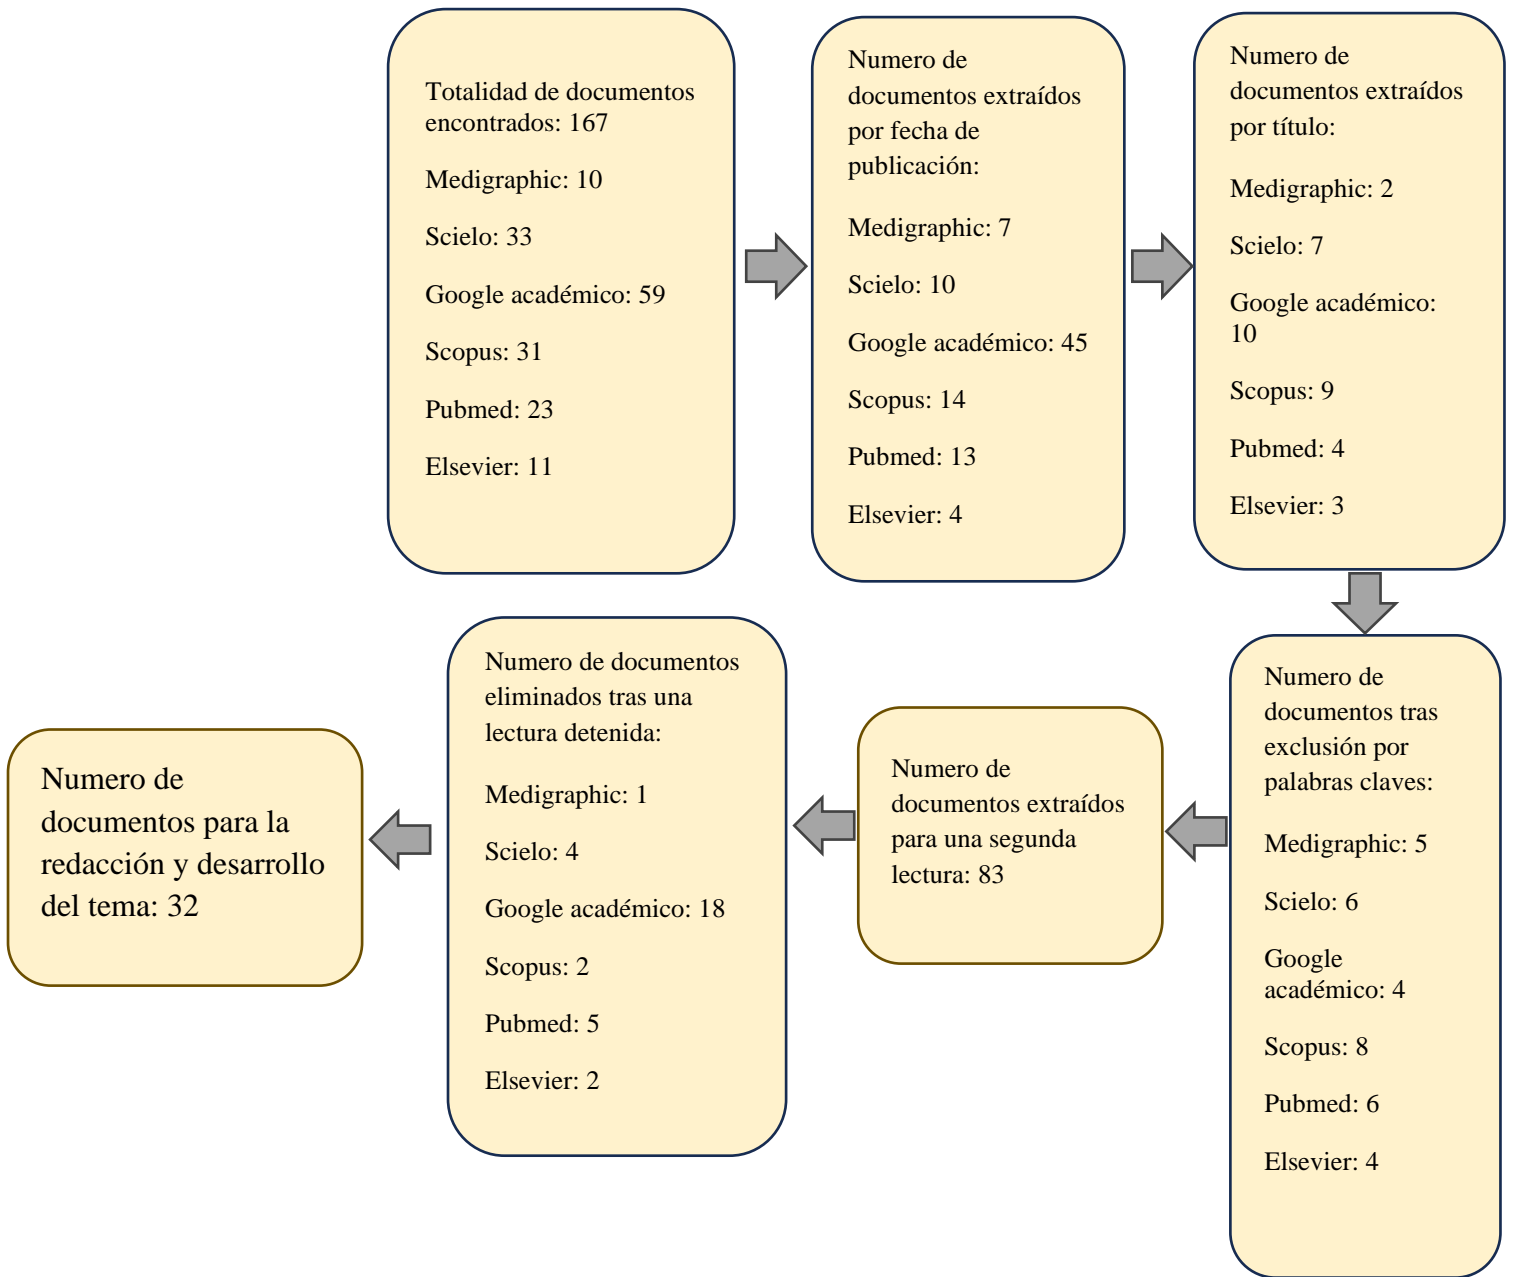 Totalidad de documentos
encontrados: 167
Medigraphic: 10
Scielo: 33
Google académico: 59
Scopus: 31
Pubmed: 23
Elsevier: 11
Numero de
documentos extraídos
por fecha de
publicación:
Medigraphic: 7
Scielo: 10
Google académico: 45
Scopus: 14
Pubmed: 13
Elsevier: 4
Numero de
documentos extraídos
por título:
Medigraphic: 2
Scielo: 7
Google académico:
10
Scopus: 9
Pubmed: 4
Elsevier: 3
Numero de
documentos tras
exclusión por
palabras claves:
Medigraphic: 5
Scielo: 6
Google
académico: 4
Scopus: 8
Pubmed: 6
Elsevier: 4
Numero de
documentos extraídos
para una segunda
lectura: 83
Numero de documentos
eliminados tras una
lectura detenida:
Medigraphic: 1
Scielo: 4
Google académico: 18
Scopus: 2
Pubmed: 5
Elsevier: 2
Numero de
documentos para la
redacción y desarrollo
del tema: 32